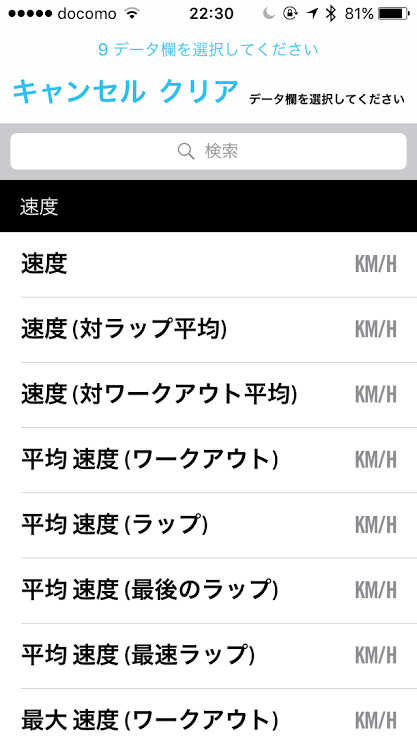 docomo 22:30 81%
9 データ欄を選択してください
キャンセル クリア データ欄を選択してください
検索
速度
速度 KM/H
速度 (対ラップ平均) KM/H
速度 (対ワークアウト平均) KM/H
平均 速度 (ワークアウト) KM/H
平均 速度 (ラップ) KM/H
平均 速度 (最後のラップ) KM/H
平均 速度 (最速ラップ) KM/H
最大 速度 (ワークアウト) KM/H